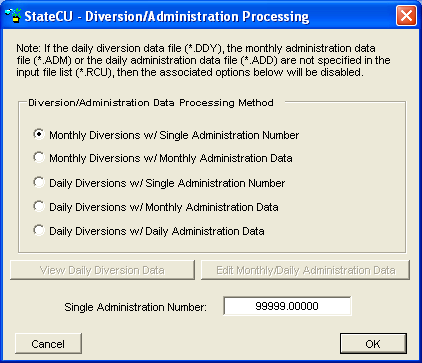 StateCU - Diversion/Administration Processing
Note: If the daily diversion data file (*.DDY), the monthly administration data
file (*.ADM) or the daily administration data file (*.ADD) are not specified in the
input file list (*.RCU), then the associated options below will be disabled.
Diversion/Administration Data Processing Method
Monthly Diversions w/ Single Administration Number
Monthly Diversions w/ Monthly Administration Data
Daily Diversions w/ Single Administration Number
Daily Diversions w/ Monthly Administration Data
Daily Diversions w/ Daily Administration Data
View Daily Diversion Data Edit Monthly/Daily Administration Data
Single Administration Number: 99999.00000
Cancel OK